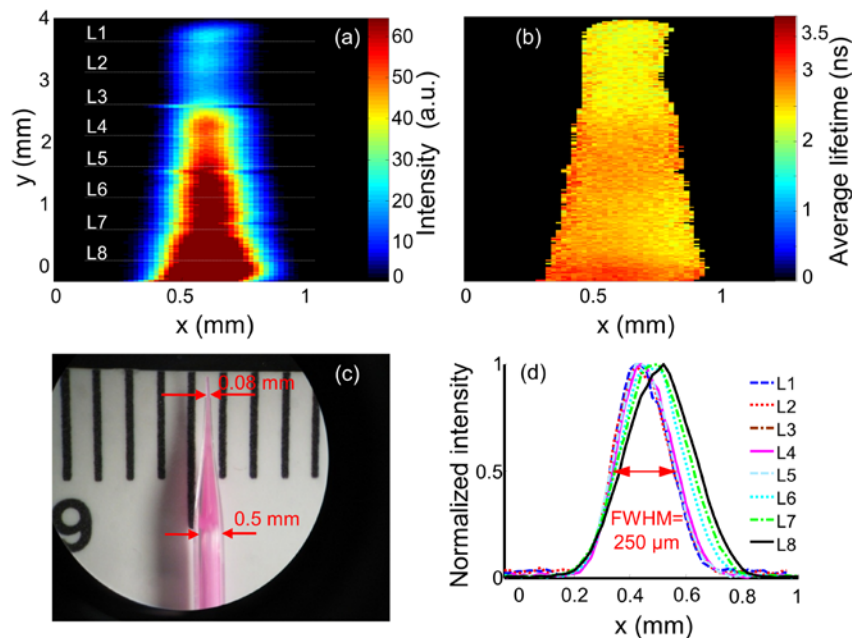 (a)
4
3
2
1
0
y (mm)
L1
L2
L3
L4
L5
L6
L7
L8
0
0.5
1
x (mm)
60
50
40
30
20
10
0
Intensity (a.u.)
(b)
0
0.5
1
x (mm)
3.5
3
2
1
0
Average lifetime (ns)
(c)
0.08 mm
0.5 mm
9
(d)
Normalized intensity
1
0.5
0
FWHM=
250 µm
L1
L2
L3
L4
L5
L6
L7
L8
0
0.2
0.4
0.6
0.8
1
x (mm)